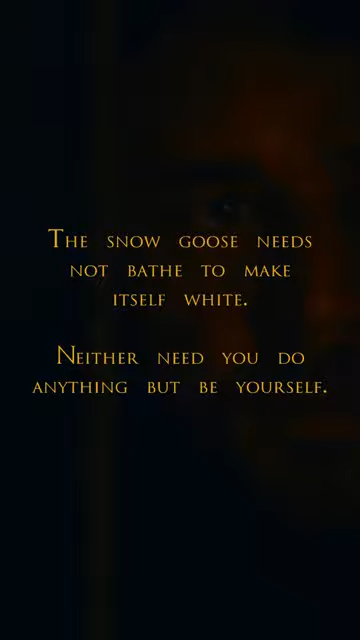 The snow goose needs
not bathe to make
itself white.
Neither need you do
anything but be yourself.